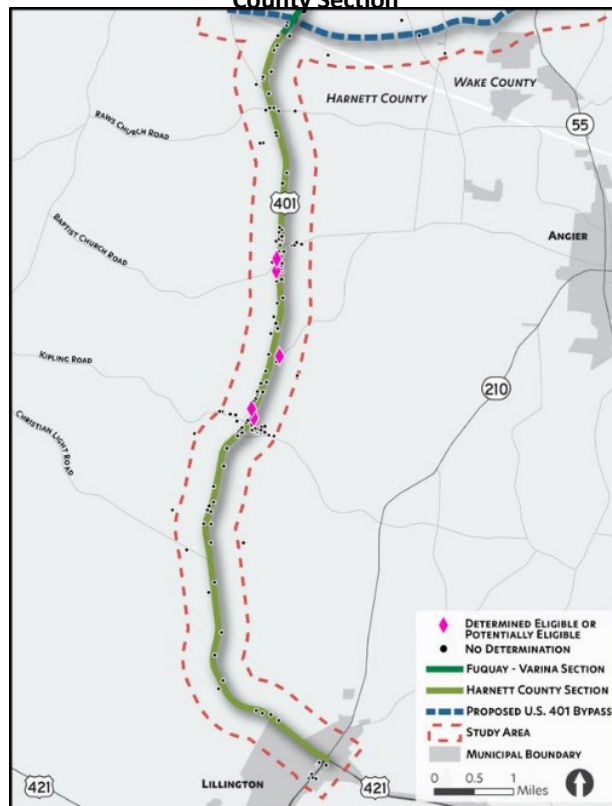 County Section
WAKE COUNTY
HARNETT COUNTY
55
RAWS CHURCH ROAD
401
BAPTIST CHURCH ROAD
ANGIER
KIPLING ROAD
210
CHRISTIAN LIGHT ROAD
DETERMINED ELIGIBLE OR
POTENTIALLY ELIGIBLE
NO DETERMINATION
FUQUAY - VARINA SECTION
HARNETT COUNTY SECTION
PROPOSED U.S. 401 BYPASS
STUDY AREA
MUNICIPAL BOUNDARY
0 0.5 1
Miles
LILLINGTON
421
421